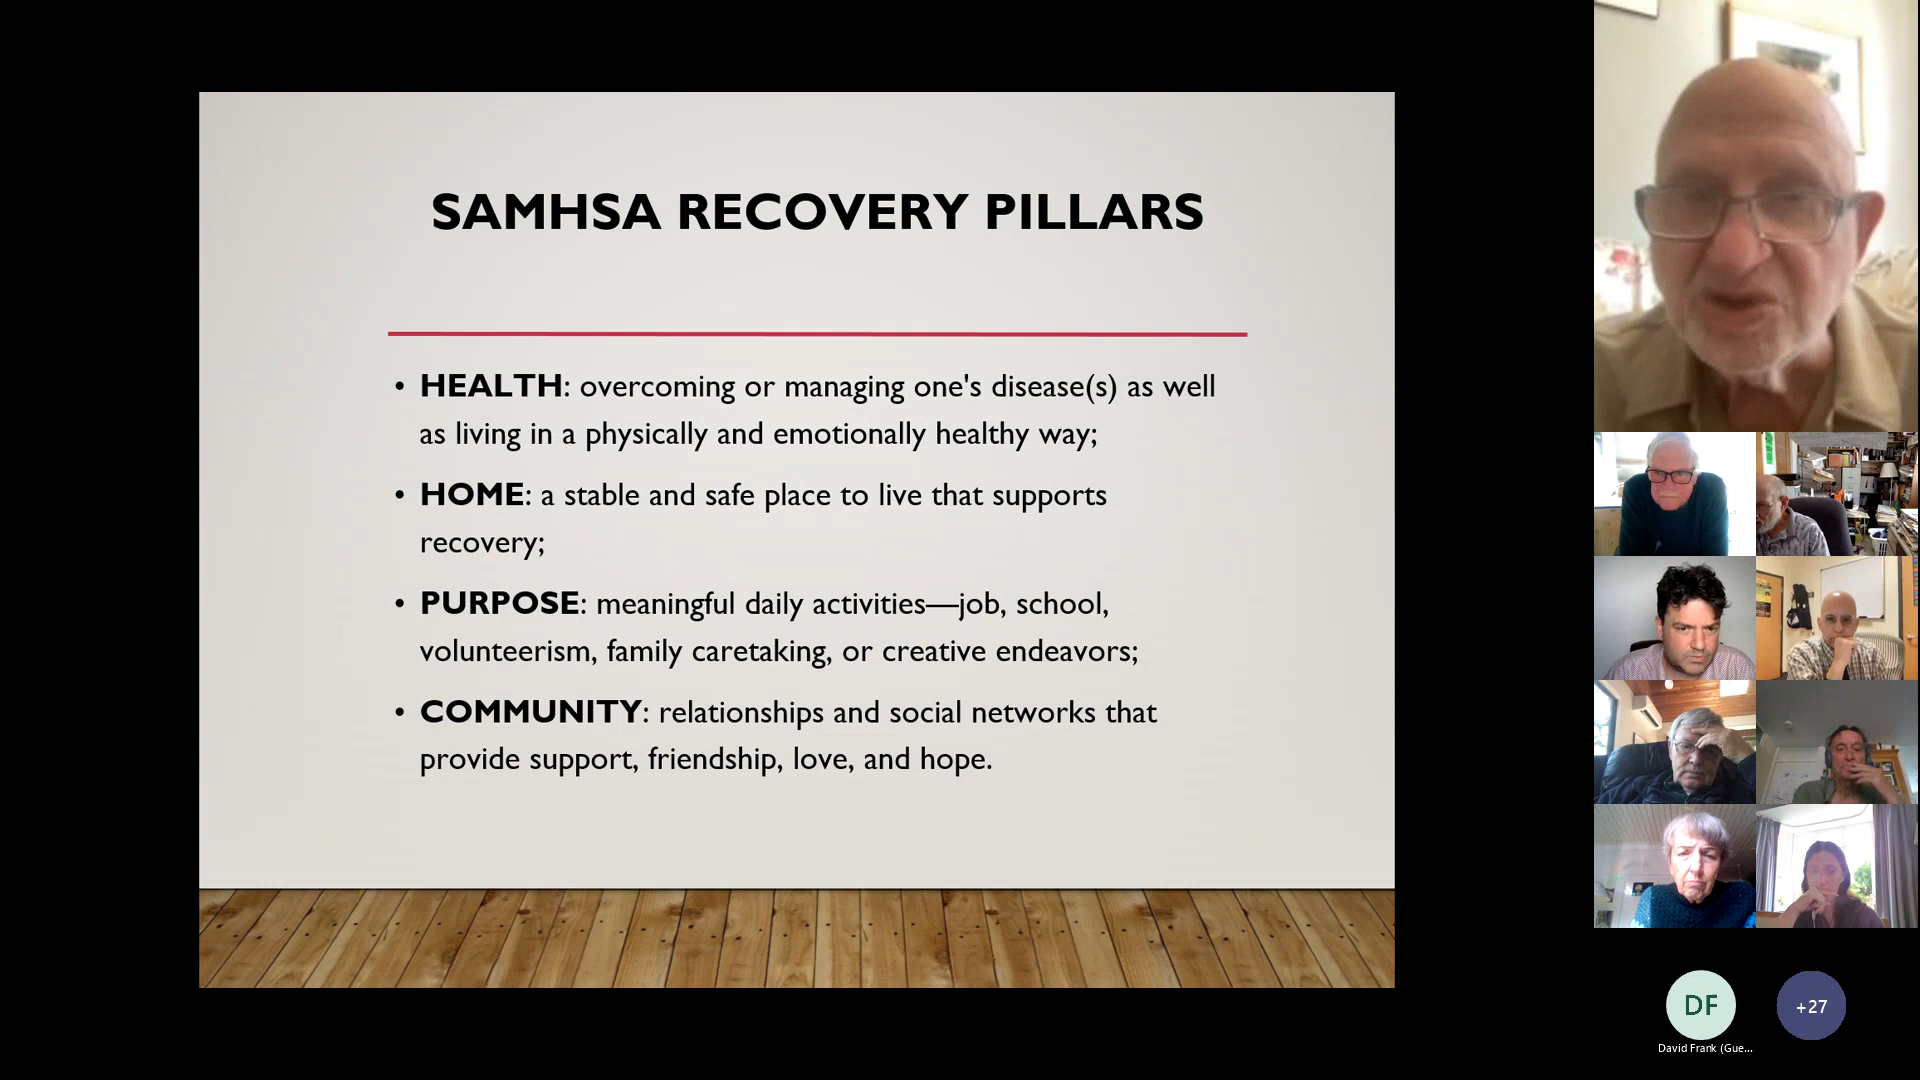 SAMHSA RECOVERY PILLARS
• HEALTH: overcoming or managing one's disease(s) as well
as living in a physically and emotionally healthy way;
• HOME: a stable and safe place to live that supports
recovery;
• PURPOSE: meaningful daily activities—job, school,
volunteerism, family caretaking, or creative endeavors;
• COMMUNITY: relationships and social networks that
provide support, friendship, love, and hope.
DF
+27
David Frank (Gue...